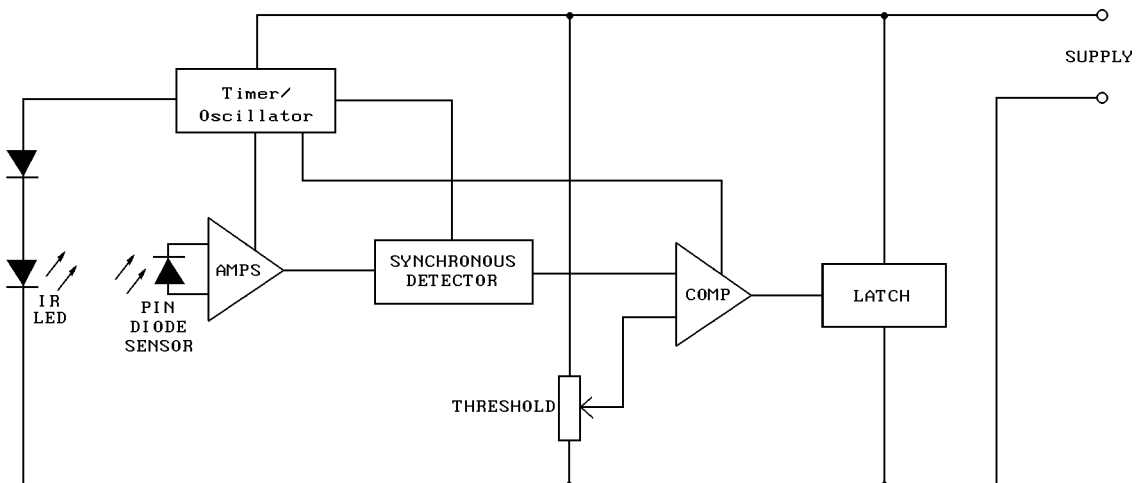 SUPPLY
Timer/
Oscillator
AMPS
SYNCHRONOUS
DETECTOR
IR
LED
PIN
DIODE
SENSOR
COMP
LATCH
THRESHOLD